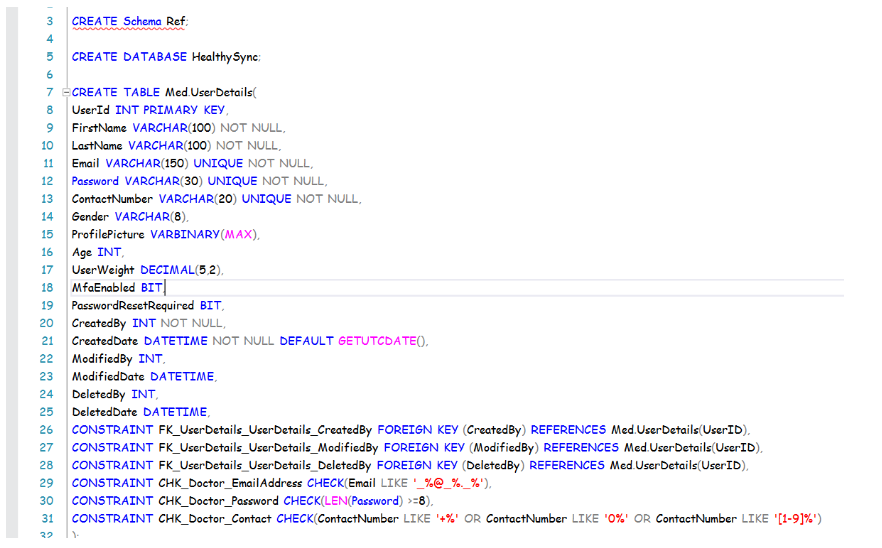 3 CREATE Schema Ref;
4
5 CREATE DATABASE HealthySync;
6
7 CREATE TABLE Med.UserDetails(
8 UserId INT PRIMARY KEY,
9 FirstName VARCHAR(100) NOT NULL,
10 LastName VARCHAR(100) NOT NULL,
11 Email VARCHAR(150) UNIQUE NOT NULL,
12 Password VARCHAR(30) UNIQUE NOT NULL,
13 ContactNumber VARCHAR(20) UNIQUE NOT NULL,
14 Gender VARCHAR(8),
15 ProfilePicture VARBINARY(MAX),
16 Age INT,
17 UserWeight DECIMAL(5,2),
18 MfaEnabled BIT,
19 PasswordResetRequired BIT,
20 CreatedBy INT NOT NULL,
21 CreatedDate DATETIME NOT NULL DEFAULT GETUTCDATE(),
22 ModifiedBy INT,
23 ModifiedDate DATETIME,
24 DeletedBy INT,
25 DeletedDate DATETIME,
26 CONSTRAINT FK_UserDetails_UserDetails_CreatedBy FOREIGN KEY (CreatedBy) REFERENCES Med.UserDetails(UserID),
27 CONSTRAINT FK_UserDetails_UserDetails_ModifiedBy FOREIGN KEY (ModifiedBy) REFERENCES Med.UserDetails(UserID),
28 CONSTRAINT FK_UserDetails_UserDetails_DeletedBy FOREIGN KEY (DeletedBy) REFERENCES Med.UserDetails(UserID),
29 CONSTRAINT CHK_Doctor_EmailAddress CHECK(Email LIKE '_%@_%._%'),
30 CONSTRAINT CHK_Doctor_Password CHECK(LEN(Password) >=8),
31 CONSTRAINT CHK_Doctor_Contact CHECK(ContactNumber LIKE '+%' OR ContactNumber LIKE '0%' OR ContactNumber LIKE '[1-9]%')
32 );